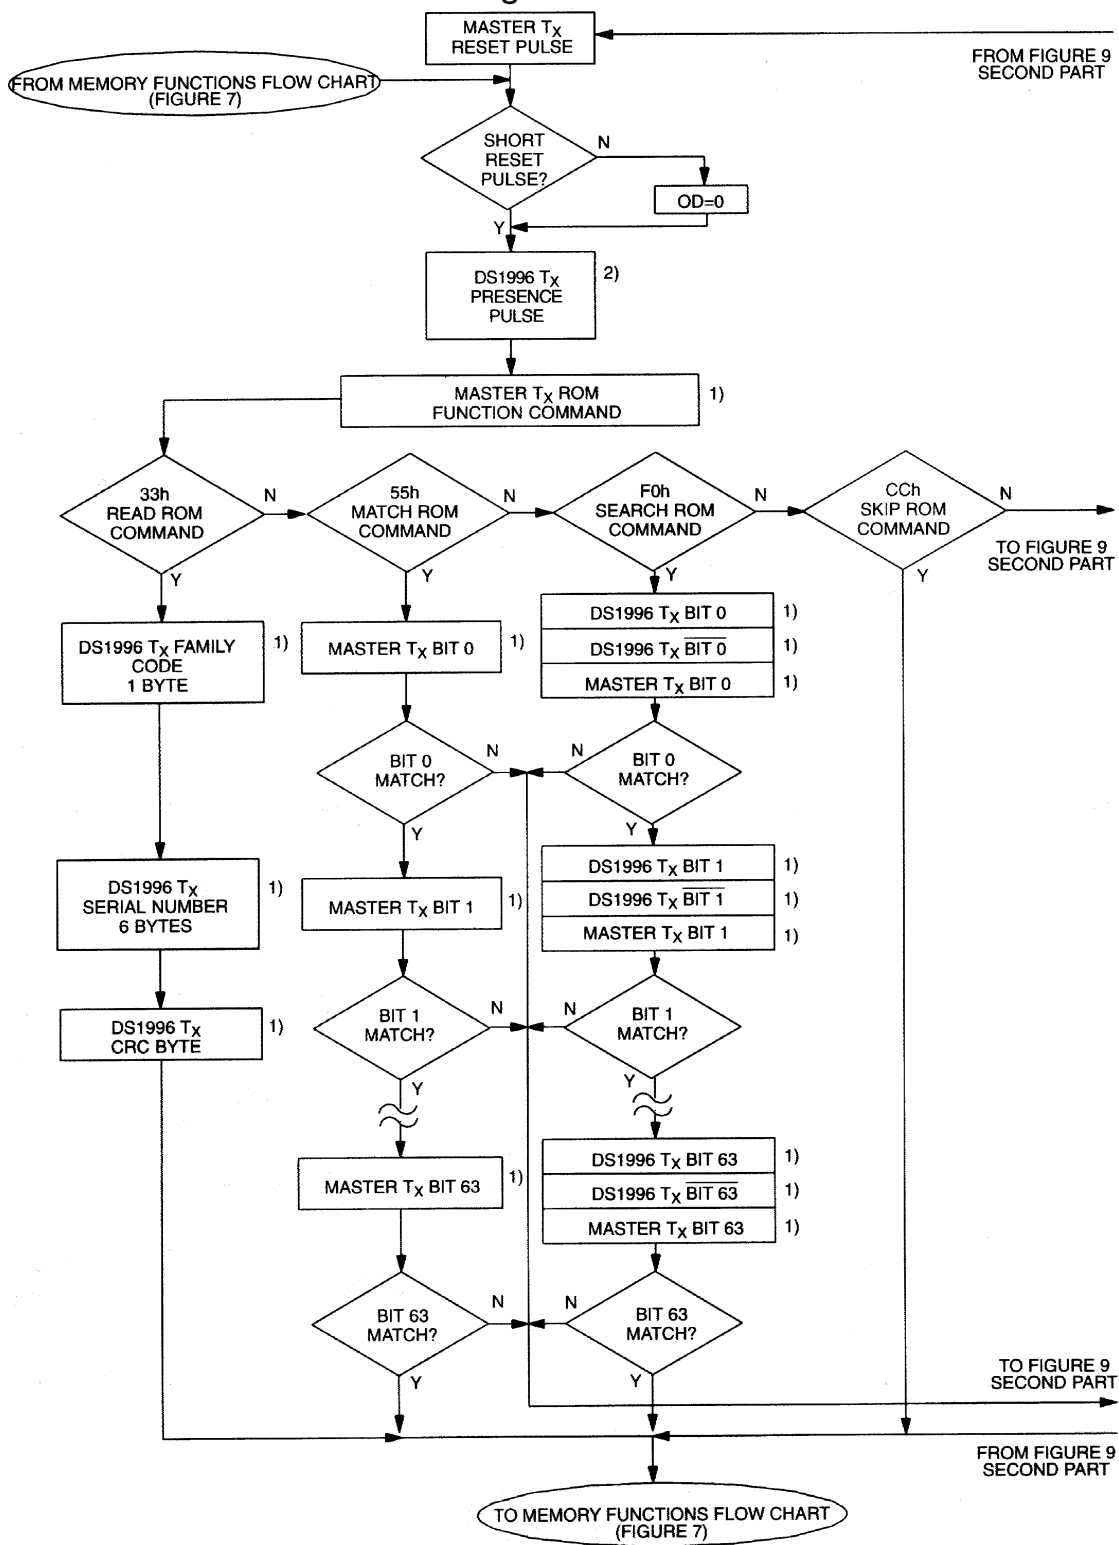 MASTER TX
RESET PULSE
FROM FIGURE 9
SECOND PART
FROM MEMORY FUNCTIONS FLOW CHART
(FIGURE 7)
SHORT
RESET
PULSE?
N
OD=0
Y
DS1996 TX
PRESENCE
PULSE
2)
MASTER TX ROM
FUNCTION COMMAND
1)
33h
READ ROM
COMMAND
N
Y
55h
MATCH ROM
COMMAND
N
Y
F0h
SEARCH ROM
COMMAND
N
Y
CCh
SKIP ROM
COMMAND
N
Y
TO FIGURE 9
SECOND PART
DS1996 TX FAMILY
CODE
1 BYTE
1)
DS1996 TX
SERIAL NUMBER
6 BYTES
1)
DS1996 TX
CRC BYTE
1)
MASTER TX BIT 0
1)
BIT 0
MATCH?
N
Y
MASTER TX BIT 1
1)
BIT 1
MATCH?
N
Y
MASTER TX BIT 63
1)
BIT 63
MATCH?
N
Y
DS1996 TX BIT 0
1)
DS1996 TX BIT 0
1)
MASTER TX BIT 0
1)
N
BIT 0
MATCH?
Y
DS1996 TX BIT 1
1)
DS1996 TX BIT 1
1)
MASTER TX BIT 1
1)
N
BIT 1
MATCH?
Y
DS1996 TX BIT 63
1)
DS1996 TX BIT 63
1)
MASTER TX BIT 63
1)
N
BIT 63
MATCH?
Y
TO FIGURE 9
SECOND PART
FROM FIGURE 9
SECOND PART
TO MEMORY FUNCTIONS FLOW CHART
(FIGURE 7)